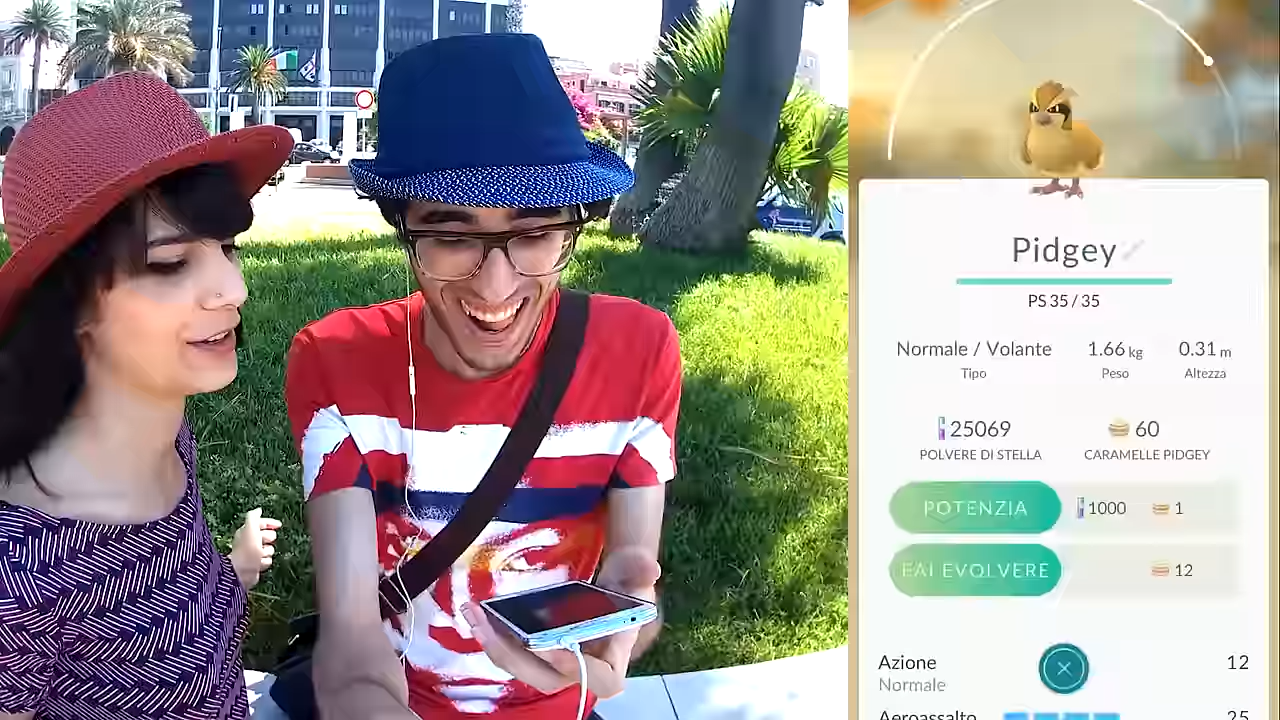 Pidgey
PS 35 / 35
Normale / Volante
1.66 kg
0.31 m
Tipo
Peso
Altezza
25069
60
POLVERE DI STELLA
CARAMELLE PIDGEY
POTENZIA
1000
1
FAI EVOLVERE
12
Azione
12
Normale
Aeroassalto
25